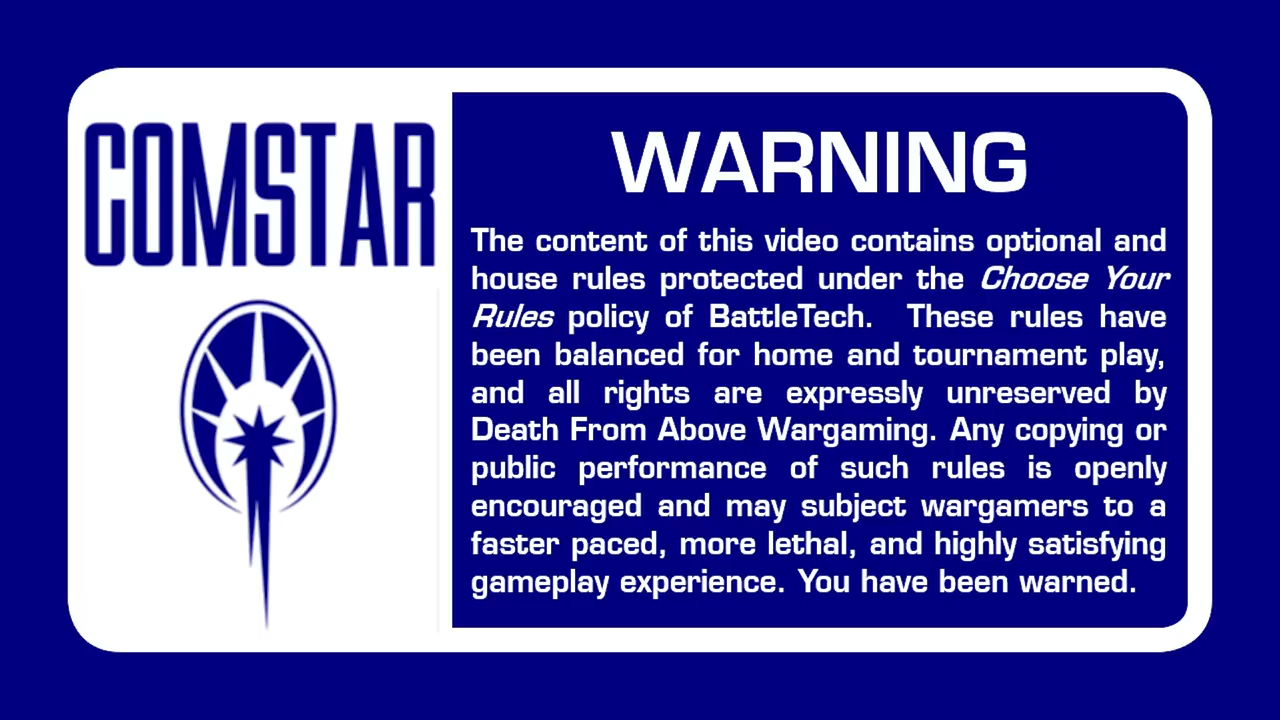 COMSTAR
WARNING
The content of this video contains optional and
house rules protected under the Choose Your
Rules policy of BattleTech. These rules have
been balanced for home and tournament play,
and all rights are expressly unreserved by
Death From Above Wargaming. Any copying or
public performance of such rules is openly
encouraged and may subject wargamers to a
faster paced, more lethal, and highly satisfying
gameplay experience. You have been warned.